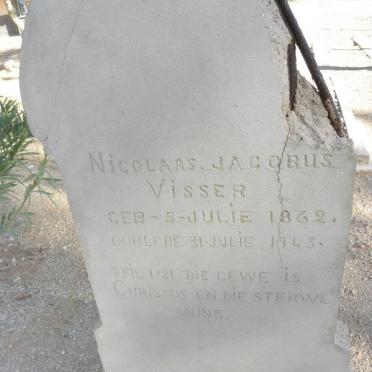 NICOLAAS. JACOBUS
VISSER
GEB - 5 - JULIE 1862.
OORLEDE 31 JULIE 1943.
1 FIL. 1:21 DIE LEWE IS
CHRISTUS EN DIE STERWE
WINS.